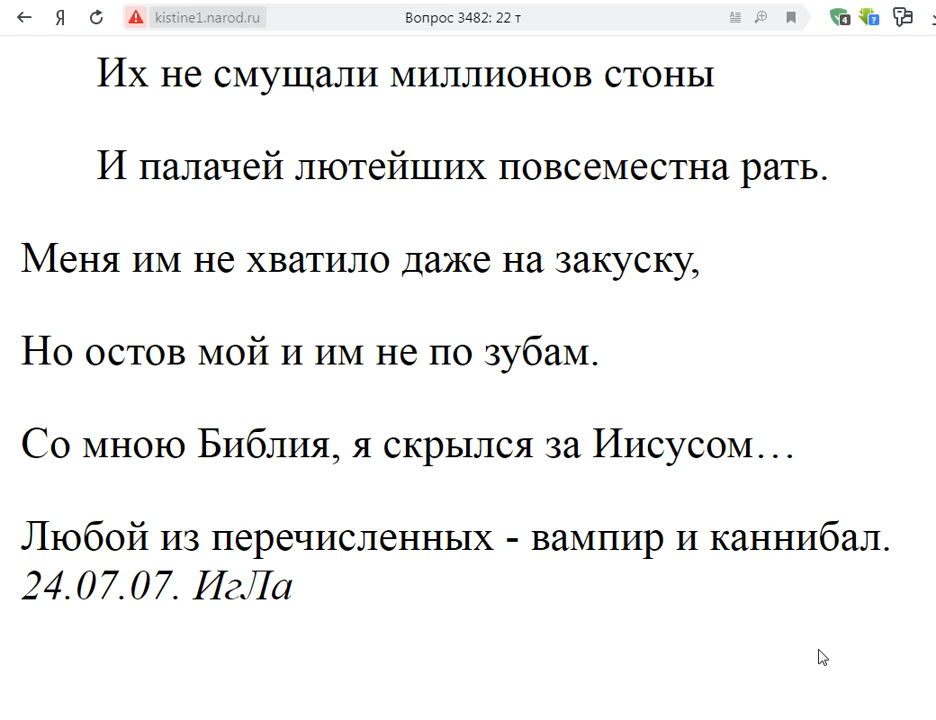 kistine1.narod.ru
Вопрос 3482: 22 т
4
?
Их не смущали миллионов стоны
И палачей лютейших повсеместна рать.
Меня им не хватило даже на закуску,
Но остов мой и им не по зубам.
Со мною Библия, я скрылся за Иисусом…
Любой из перечисленных - вампир и каннибал.
24.07.07. ИгЛа